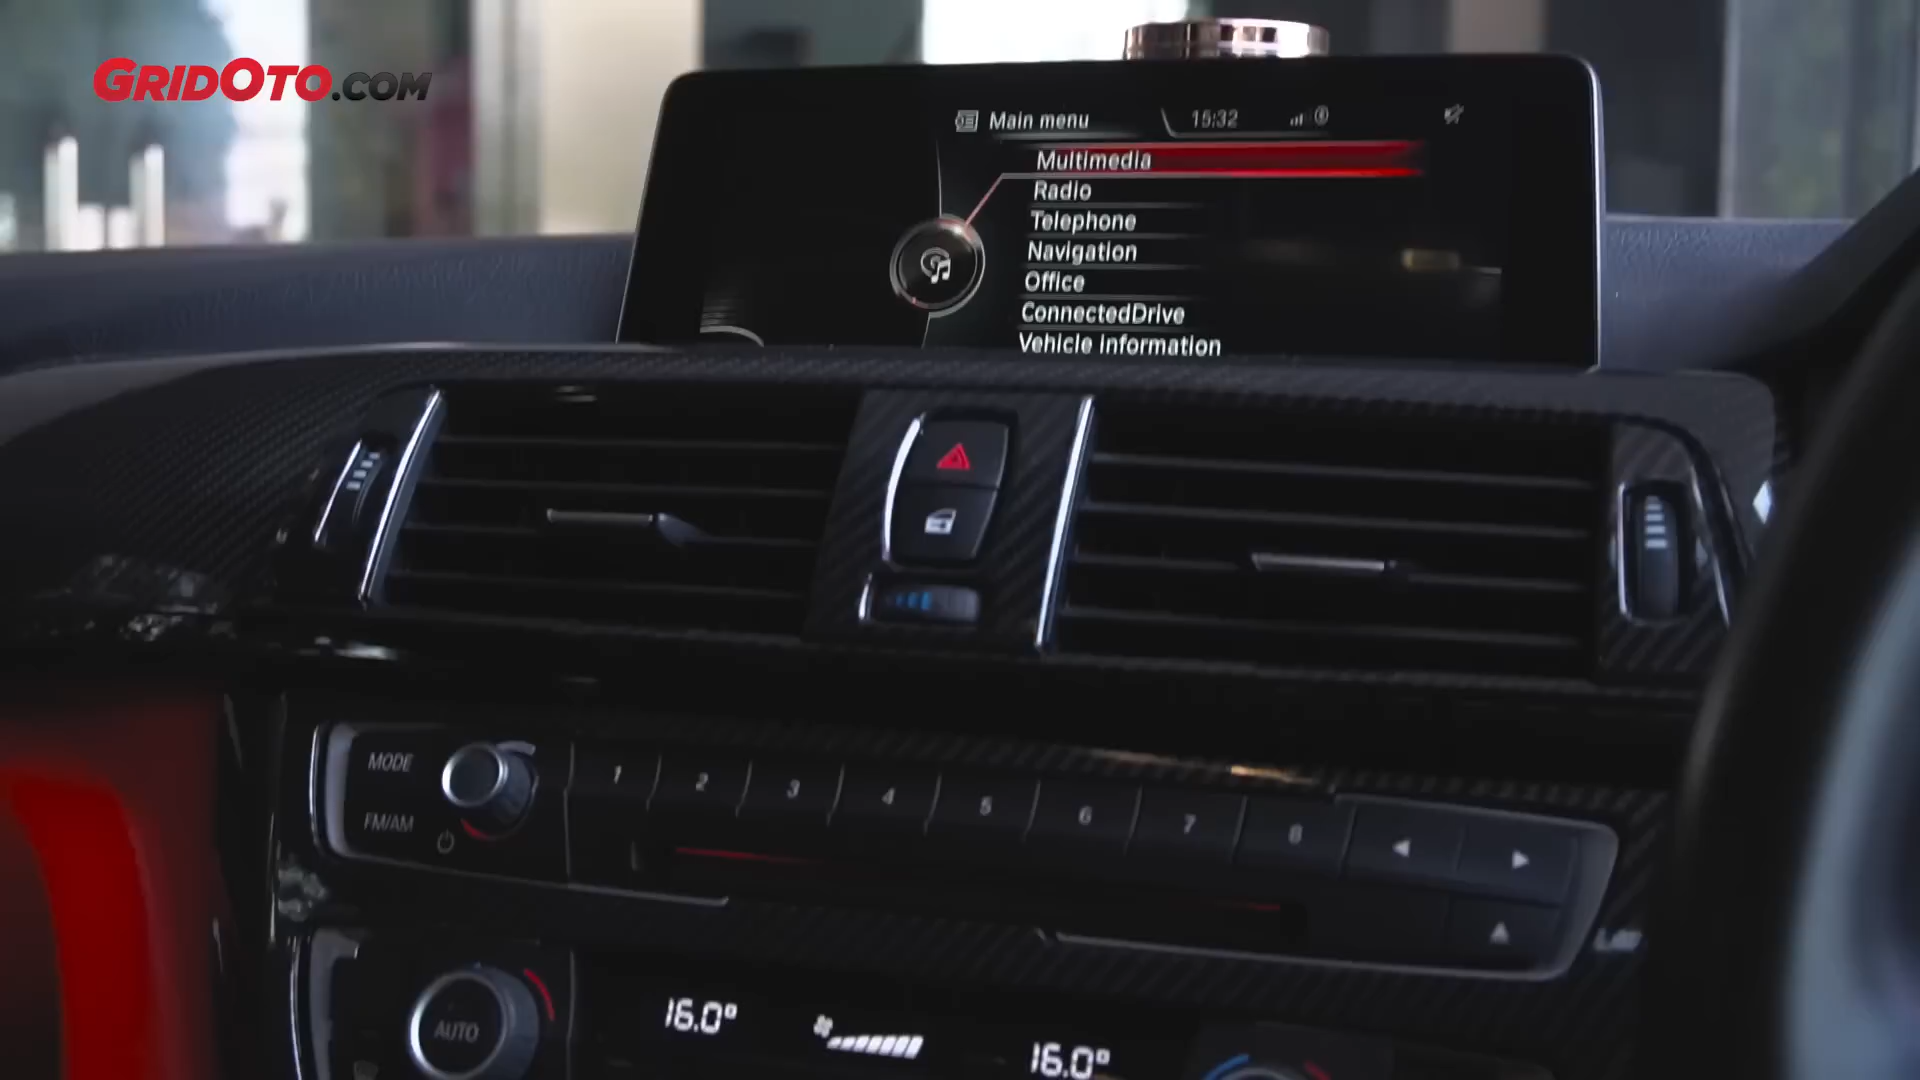 GRIDOTO.COM
Main menu 15:32
Multimedia
Radio
Telephone
Navigation
Office
ConnectedDrive
Vehicle information
MODE
FM/AM
1 2 3 4 5 6 7 8
AUTO
16.0°
16.0°